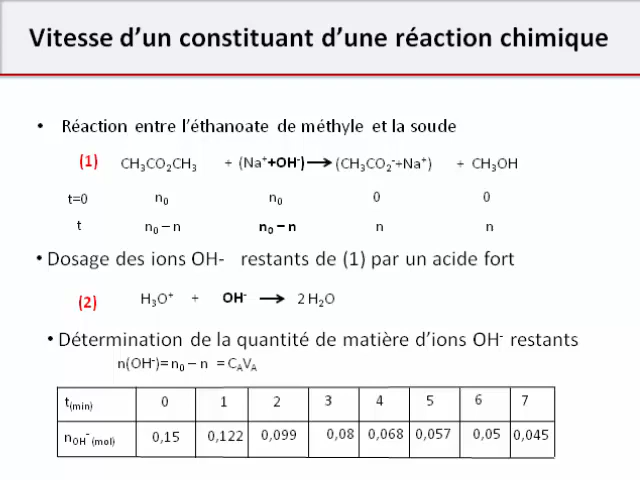 Vitesse d'un constituant d'une réaction chimique
• Réaction entre l'éthanoate de méthyle et la soude
(1) CH₃CO₂CH₃ + (Na⁺+OH⁻) ⟶ (CH₃CO₂⁻+Na⁺) + CH₃OH
t=0 n₀ n₀ 0 0
t n₀ – n n₀ – n n n
• Dosage des ions OH- restants de (1) par un acide fort
(2) H₃O⁺ + OH⁻ ⟶ 2 H₂O
• Détermination de la quantité de matière d'ions OH⁻ restants
n(OH⁻)= n₀ – n = CAVA
t(min) 0 1 2 3 4 5 6 7
nOH⁻ (mol) 0,15 0,122 0,099 0,08 0,068 0,057 0,05 0,045